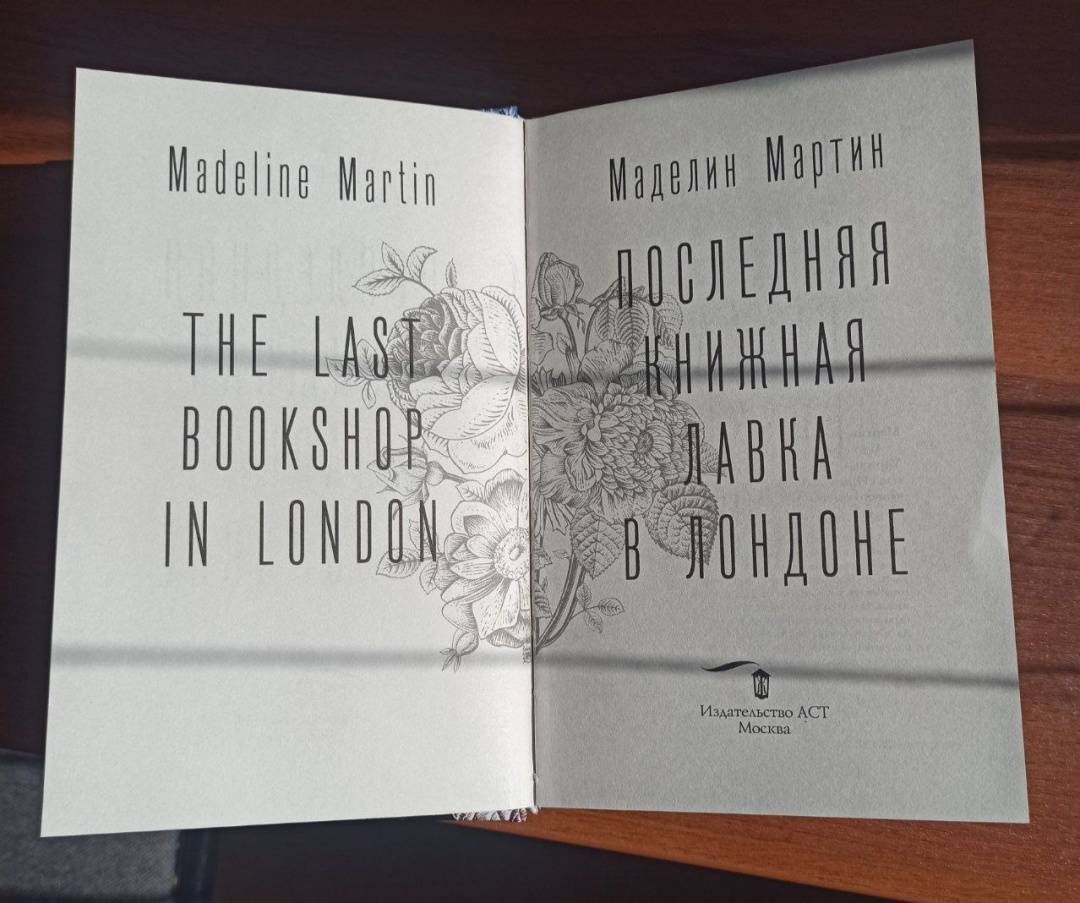 Madeline Martin
THE LAST
BOOKSHOP
IN LONDON
Маделин Мартин
ПОСЛЕДНЯЯ
КНИЖНАЯ
ЛАВКА
В ЛОНДОНЕ
Издательство АСТ
Москва